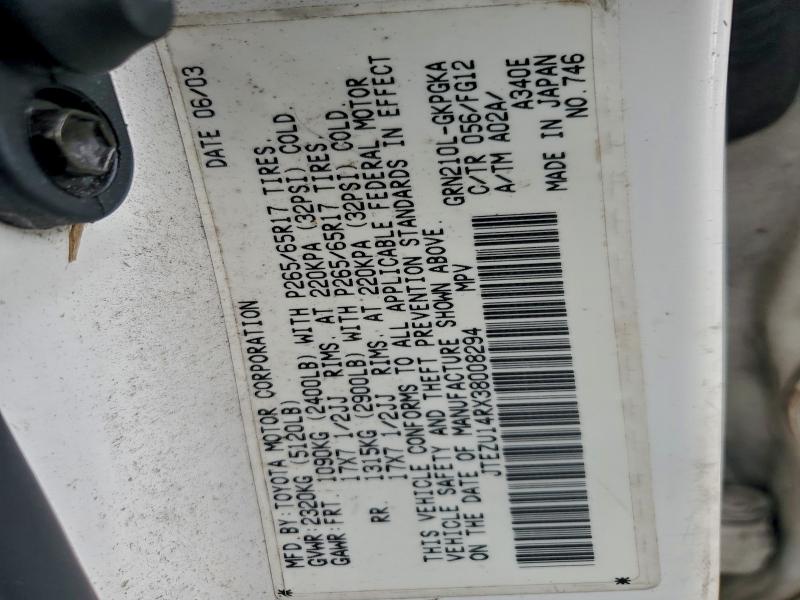 MFD.BY:TOYOTA MOTOR CORPORATION DATE 06/03
GVWR:2320KG (5120LB)
GAWR:FRT. 1090KG (2400LB) WITH P265/65R17 TIRES.
17X7 1/2JJ RIMS. AT 220KPA (32PSI) COLD.
RR. 1315KG (2900LB) WITH P265/65R17 TIRES.
17X7 1/2JJ RIMS. AT 220KPA (32PSI) COLD.
THIS VEHICLE CONFORMS TO ALL APPLICABLE FEDERAL MOTOR
VEHICLE SAFETY AND THEFT PREVENTION STANDARDS IN EFFECT
ON THE DATE OF MANUFACTURE SHOWN ABOVE.
JTEZU14RX38008294 MPV
GRN210L-GKPGKA
C/TR 056/FG12
A/TM A02A/
A340E
MADE IN JAPAN
NO.746